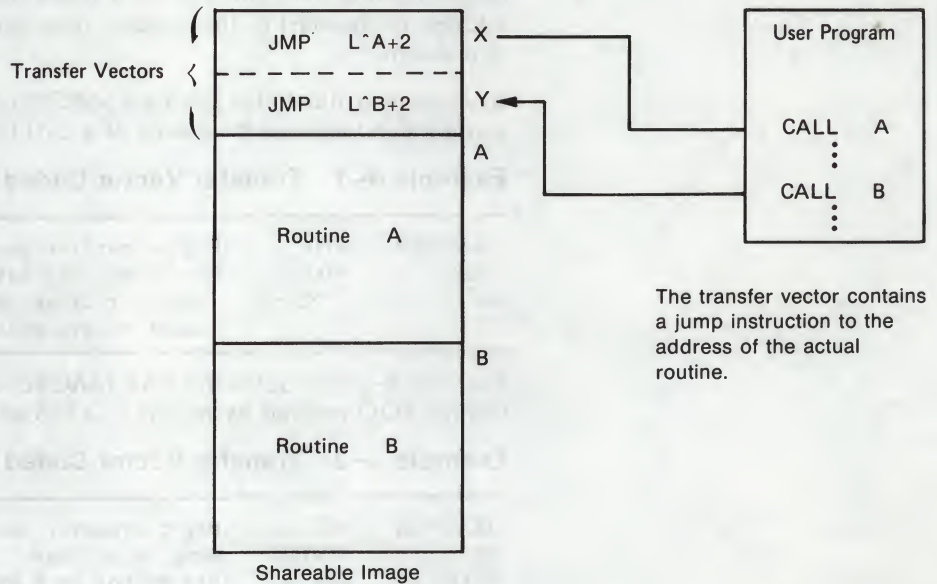 Transfer Vectors
JMP L^A+2
JMP L^B+2
X
Y
A
Routine A
B
Routine B
Shareable Image
User Program
CALL A
CALL B
The transfer vector contains
a jump instruction to the
address of the actual
routine.